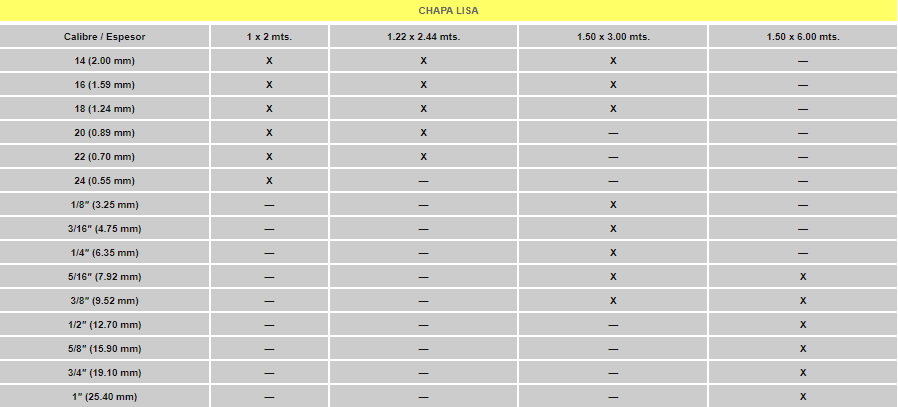 CHAPA LISA
Calibre / Espesor 1 x 2 mts. 1.22 x 2.44 mts. 1.50 x 3.00 mts. 1.50 x 6.00 mts.
14 (2.00 mm) X X X —
16 (1.59 mm) X X X —
18 (1.24 mm) X X X —
20 (0.89 mm) X X — —
22 (0.70 mm) X X — —
24 (0.55 mm) X — — —
1/8″ (3.25 mm) — — X —
3/16″ (4.75 mm) — — X —
1/4″ (6.35 mm) — — X —
5/16″ (7.92 mm) — — X X
3/8″ (9.52 mm) — — X X
1/2″ (12.70 mm) — — — X
5/8″ (15.90 mm) — — — X
3/4″ (19.10 mm) — — — X
1″ (25.40 mm) — — — X